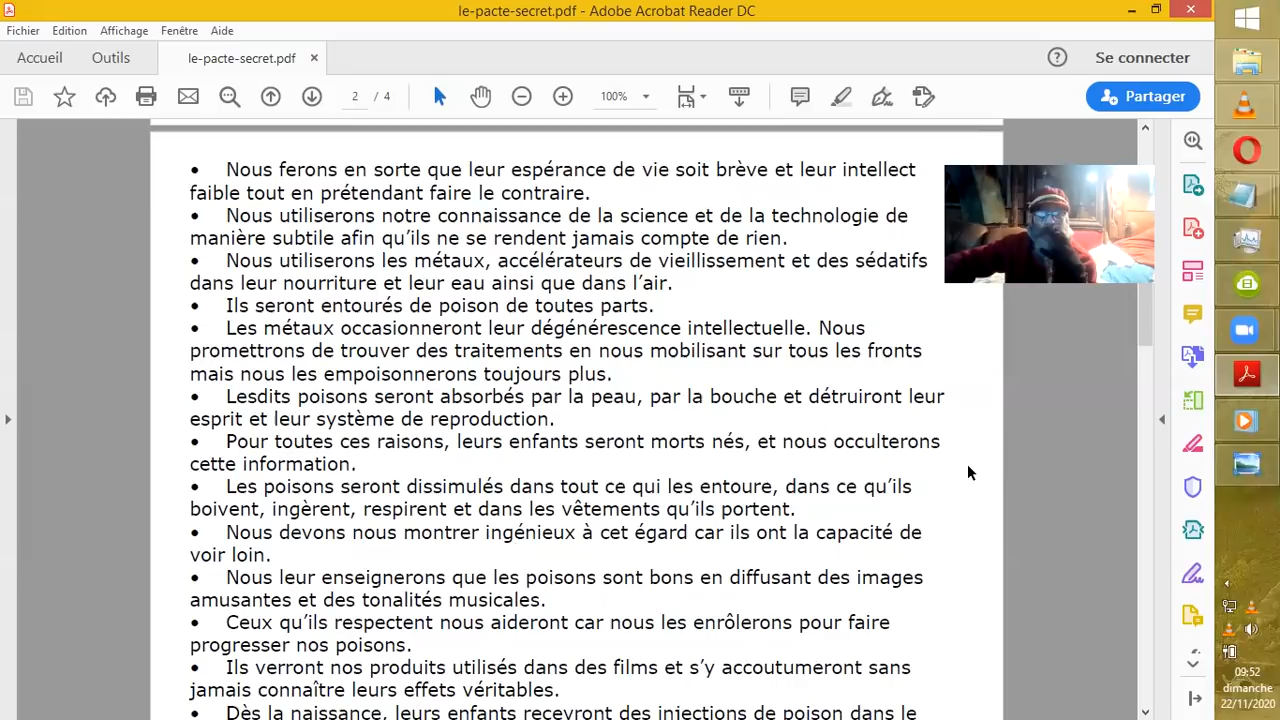 le-pacte-secret.pdf - Adobe Acrobat Reader DC
Fichier Edition Affichage Fenêtre Aide
Accueil Outils le-pacte-secret.pdf × Se connecter
2 / 4 100% Partager
• Nous ferons en sorte que leur espérance de vie soit brève et leur intellect
faible tout en prétendant faire le contraire.
• Nous utiliserons notre connaissance de la science et de la technologie de
manière subtile afin qu’ils ne se rendent jamais compte de rien.
• Nous utiliserons les métaux, accélérateurs de vieillissement et des sédatifs
dans leur nourriture et leur eau ainsi que dans l’air.
• Ils seront entourés de poison de toutes parts.
• Les métaux occasionneront leur dégénérescence intellectuelle. Nous
promettrons de trouver des traitements en nous mobilisant sur tous les fronts
mais nous les empoisonnerons toujours plus.
• Lesdits poisons seront absorbés par la peau, par la bouche et détruiront leur
esprit et leur système de reproduction.
• Pour toutes ces raisons, leurs enfants seront morts nés, et nous occulterons
cette information.
• Les poisons seront dissimulés dans tout ce qui les entoure, dans ce qu’ils
boivent, ingèrent, respirent et dans les vêtements qu’ils portent.
• Nous devons nous montrer ingénieux à cet égard car ils ont la capacité de
voir loin.
• Nous leur enseignerons que les poisons sont bons en diffusant des images
amusantes et des tonalités musicales.
• Ceux qu’ils respectent nous aideront car nous les enrôlerons pour faire
progresser nos poisons.
• Ils verront nos produits utilisés dans des films et s’y accoutumeront sans
jamais connaître leurs effets véritables.
• Dès la naissance, leurs enfants recevront des injections de poison dans le
09:52
dimanche
22/11/2020